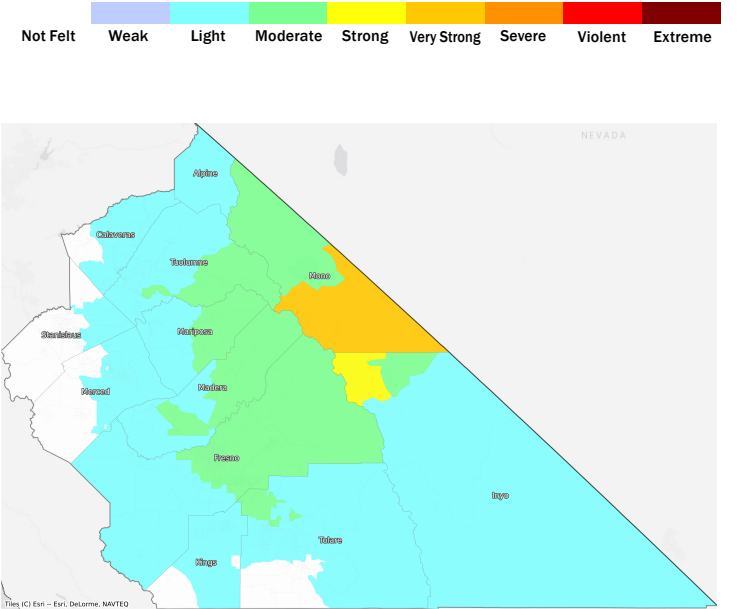 Not Felt Weak Light Moderate Strong Very Strong Severe Violent Extreme
NEVADA
Alpine
Calaveras
Tuolumne
Mono
Stanislaus
Mariposa
Merced
Madera
Fresno
Inyo
Tulare
Kings
Tiles (C) Esri -- Esri, DeLorme, NAVTEQ